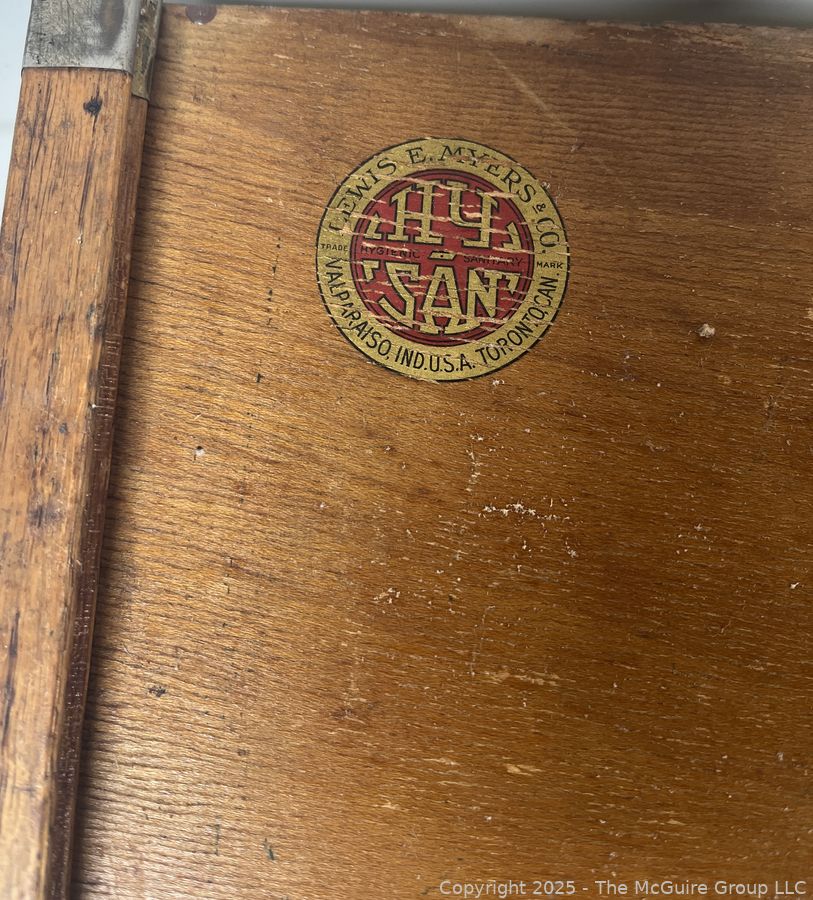 LEWIS E. MYERS & CO.
HY
TRADE HYGIENIC - SANITARY MARK
SAN
VALPARAISO, IND. U.S.A. TORONTO, CAN.
Copyright 2025 - The McGuire Group LLC